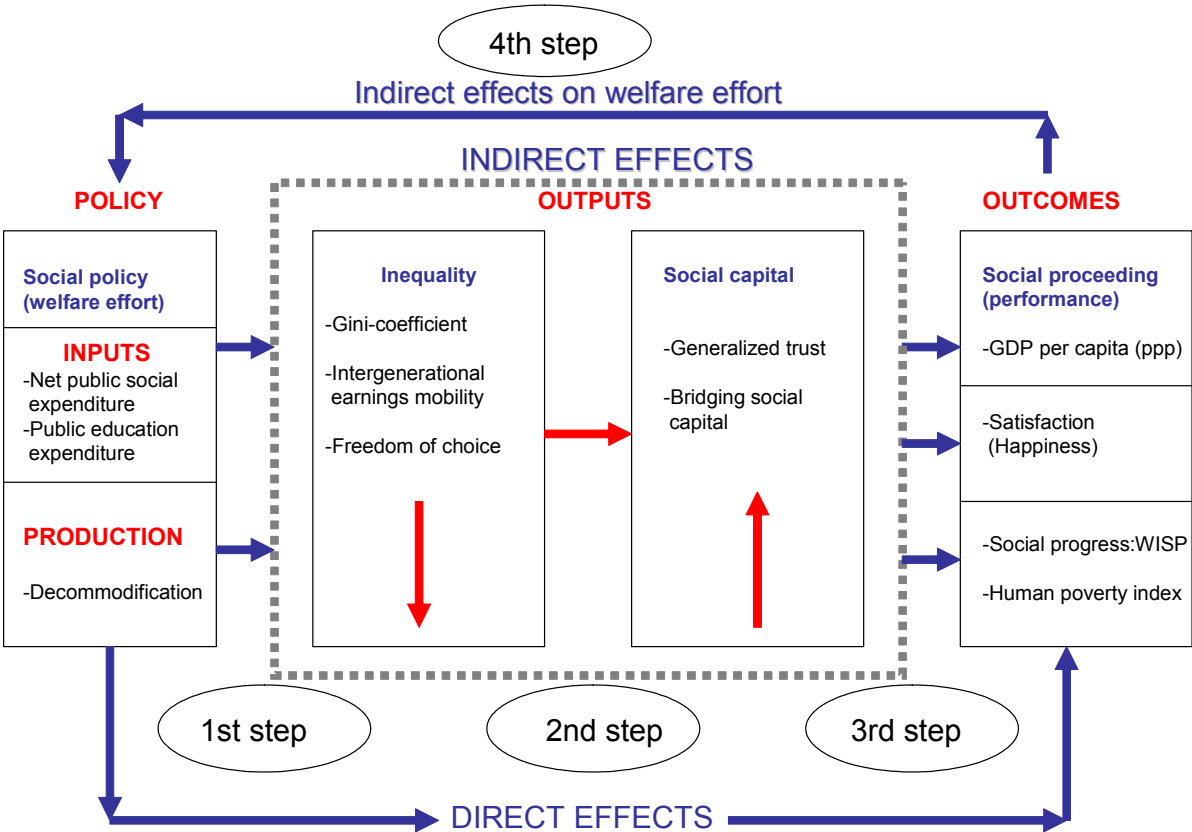 4th step
Indirect effects on welfare effort
INDIRECT EFFECTS
POLICY
Social policy
(welfare effort)
INPUTS
-Net public social
expenditure
-Public education
expenditure
PRODUCTION
-Decommodification
OUTPUTS
Inequality
-Gini-coefficient
-Intergenerational
earnings mobility
-Freedom of choice
Social capital
-Generalized trust
-Bridging social
capital
OUTCOMES
Social proceeding
(performance)
-GDP per capita (ppp)
-Satisfaction
(Happiness)
-Social progress:WISP
-Human poverty index
1st step
2nd step
3rd step
DIRECT EFFECTS